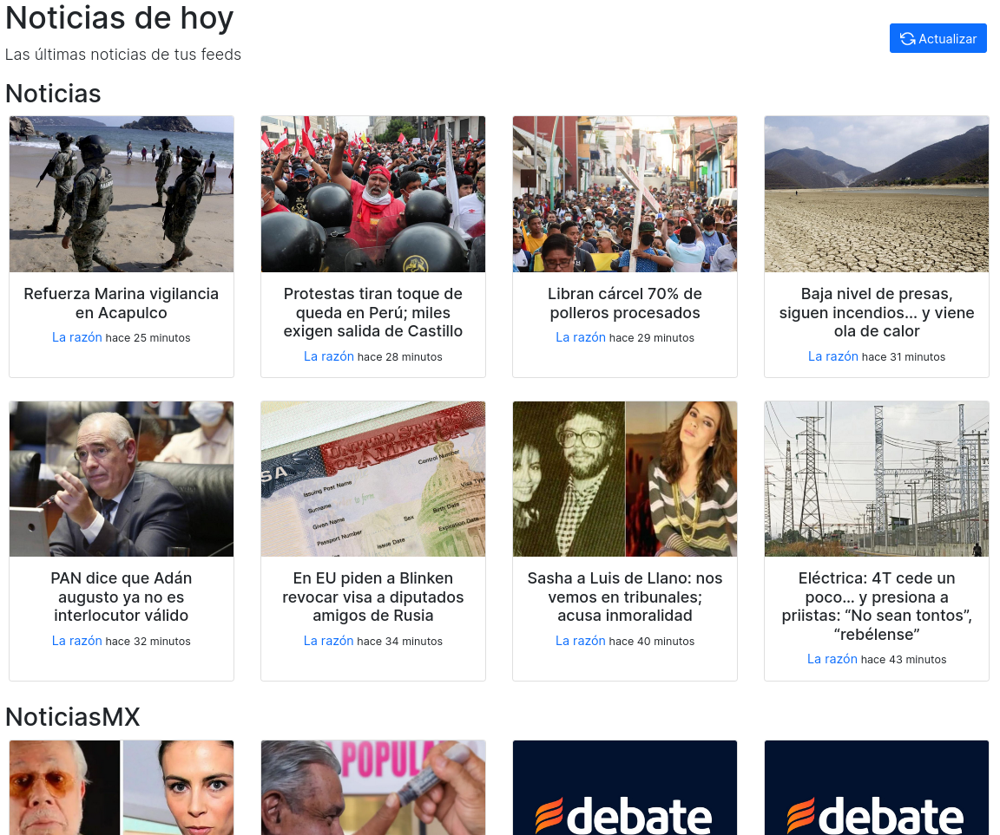 Noticias de hoy
Las últimas noticias de tus feeds
Actualizar
Noticias
Refuerza Marina vigilancia
en Acapulco
La razón hace 25 minutos
Protestas tiran toque de
queda en Perú; miles
exigen salida de Castillo
La razón hace 28 minutos
Libran cárcel 70% de
polleros procesados
La razón hace 29 minutos
Baja nivel de presas,
siguen incendios... y viene
ola de calor
La razón hace 31 minutos
UNITED STATES
OF AMERICA
SA
Control Number
Issuing Post Name
Visa Type
Surname
to form
Birth Date
Given Name
Sex
Expiration Date
Passport Number
Issue Date
PAN dice que Adán
augusto ya no es
interlocutor válido
La razón hace 32 minutos
En EU piden a Blinken
revocar visa a diputados
amigos de Rusia
La razón hace 34 minutos
Sasha a Luis de Llano: nos
vemos en tribunales;
acusa inmoralidad
La razón hace 40 minutos
Eléctrica: 4T cede un
poco... y presiona a
priistas: “No sean tontos”,
“rebélense”
La razón hace 43 minutos
NoticiasMX
POPULA
debate
debate